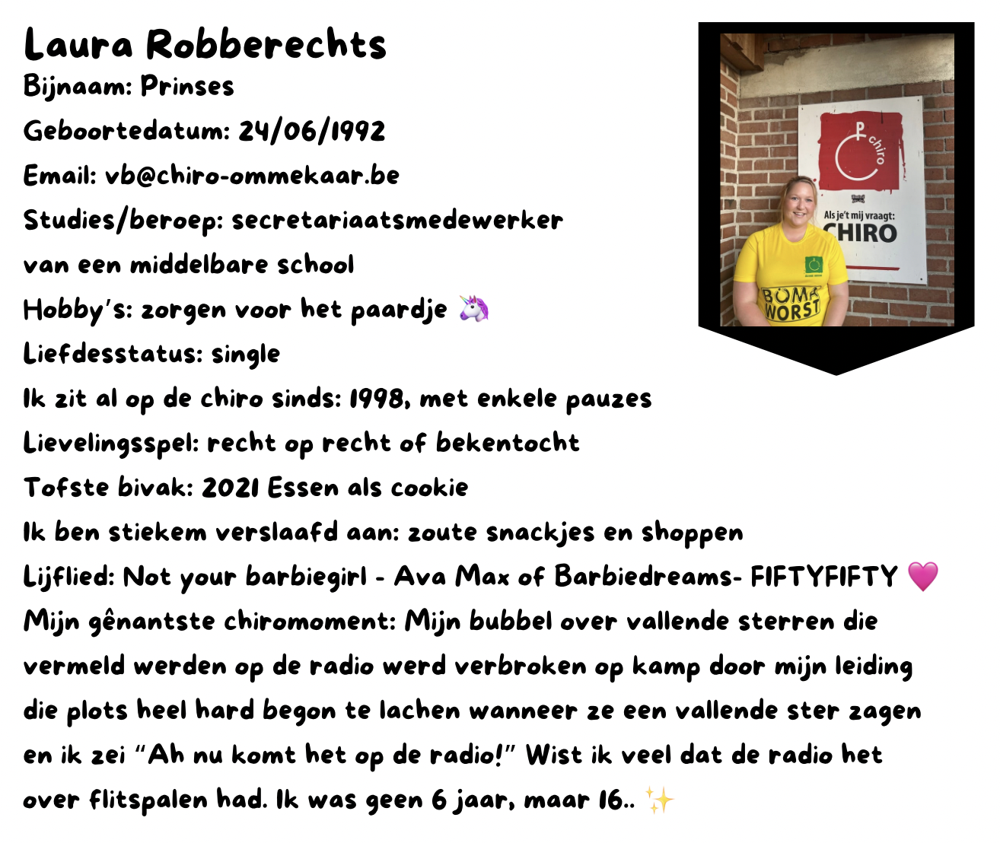 Laura Robberechts
Bijnaam: Prinses
Geboortedatum: 24/06/1992
Email: vb@chiro-ommekaar.be
Studies/beroep: secretariaatsmedewerker
van een middelbare school
Hobby's: zorgen voor het paardje 🦄
Liefdesstatus: single
Ik zit al op de chiro sinds: 1998, met enkele pauzes
Lievelingsspel: recht op recht of bekentocht
Tofste bivak: 2021 Essen als cookie
Ik ben stiekem verslaafd aan: zoute snackjes en shoppen
Lijflied: Not your barbiegirl - Ava Max of Barbiedreams- FIFTYFIFTY 🩷
Mijn gênantste chiromoment: Mijn bubbel over vallende sterren die
vermeld werden op de radio werd verbroken op kamp door mijn leiding
die plots heel hard begon te lachen wanneer ze een vallende ster zagen
en ik zei “Ah nu komt het op de radio!” Wist ik veel dat de radio het
over flitspalen had. Ik was geen 6 jaar, maar 16.. ✨
chiro
Als je't mij vraagt:
CHIRO
BOMA
WORST